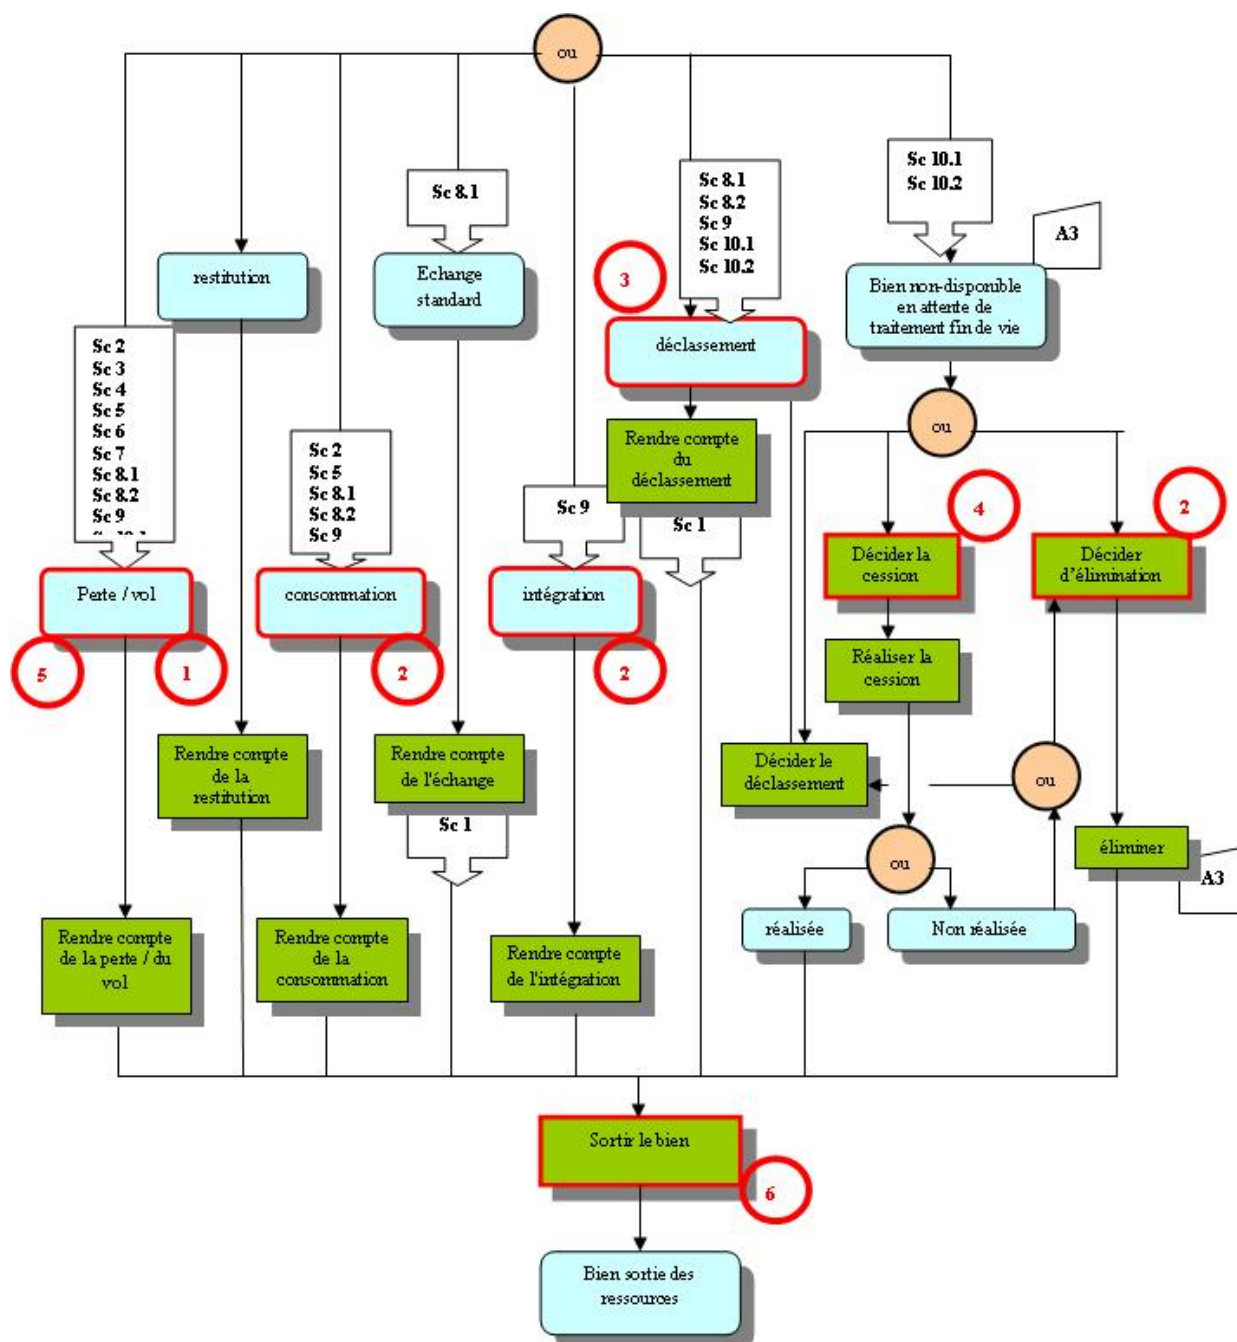 ou
Sc 8.1
Sc 8.1
Sc 8.2
Sc 9
Sc 10.1
Sc 10.2
Sc 10.1
Sc 10.2
A3
restitution
Echange
standard
3
Bien non-disponible
en attente de
traitement fin de vie
déclassement
Sc 2
Sc 3
Sc 4
Sc 5
Sc 6
Sc 7
Sc 8.1
Sc 8.2
Sc 9
Sc 2
Sc 5
Sc 8.1
Sc 8.2
Sc 9
Rendre compte
du
déclassement
ou
Sc 9
Sc 1
4
2
Perte / vol
consommation
intégration
Décider la
cession
Décider
d'élimination
5
1
2
2
Réaliser la
cession
Rendre compte
de la
restitution
Rendre compte
de l'échange
Sc 1
Décider le
déclassement
ou
ou
éliminer
A3
réalisée
Non réalisée
Rendre compte
de la perte / du
vol
Rendre compte
de la
consommation
Rendre compte
de l'intégration
Sortir le bien
6
Bien sortie des
ressources